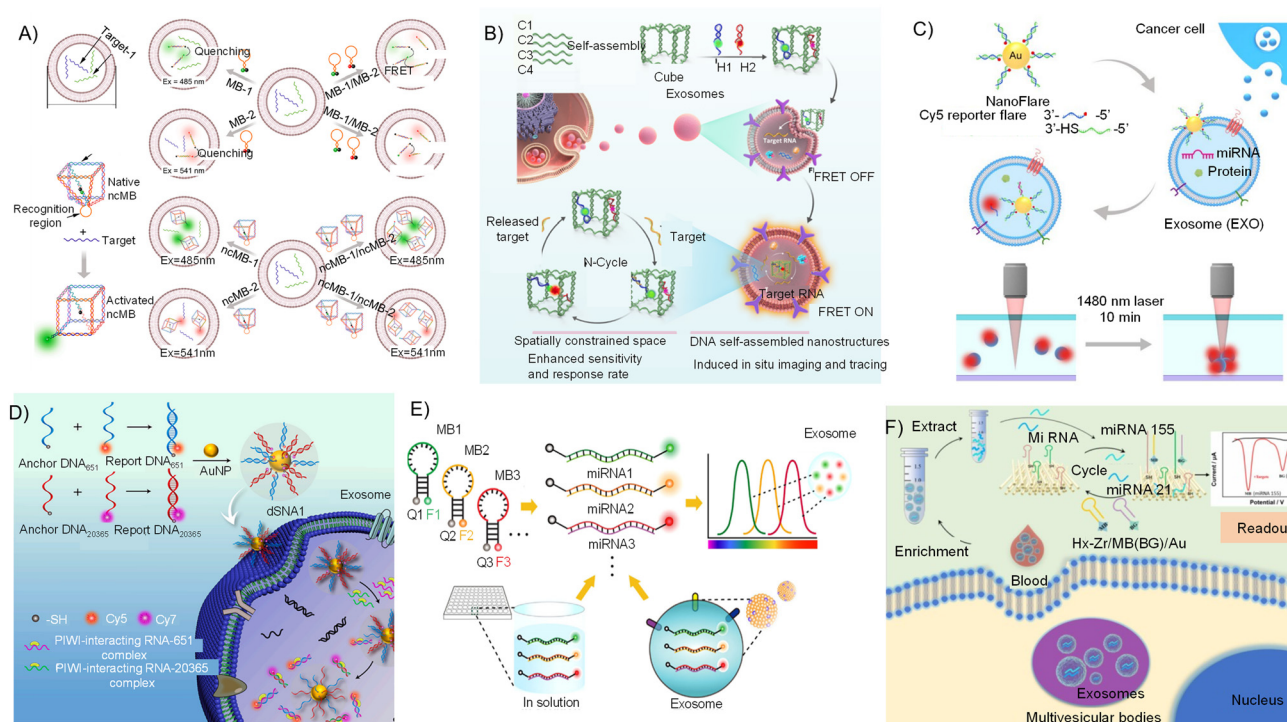 A)
Target-1
Quenching
Ex = 485 nm
MB-1
MB-1/MB-2
FRET
MB-2
MB-1/MB-2
Quenching
Ex = 541 nm
Native
ncMB
Recognition
region
+
Target
Activated
ncMB
Ex=485nm
ncMB-1
ncMB-1/ncMB-2
Ex=485nm
ncMB-2
ncMB-1/ncMB-2
Ex=541nm
Ex=541nm
B)
C1
C2
C3
C4
Self-assembly
Cube
H1 H2
Exosomes
Target RNA
FRET OFF
Released
target
Target
N-Cycle
Target RNA
FRET ON
Spatially constrained space
Enhanced sensitivity
and response rate
DNA self-assembled nanostructures
Induced in situ imaging and tracing
C)
Cancer cell
Au
NanoFlare
Cy5 reporter flare
3'- -5'
3'-HS -5'
miRNA
Protein
Exosome (EXO)
1480 nm laser
10 min
D)
+
Anchor DNA651
Report DNA651
AuNP
+
Anchor DNA20365
Report DNA20365
dSNA1
Exosome
-SH
Cy5
Cy7
PIWI-interacting RNA-651
complex
PIWI-interacting RNA-20365
complex
E)
MB1
MB2
MB3
Q1 F1
Q2 F2
Q3 F3
miRNA1
miRNA2
miRNA3
Exosome
In solution
Exosome
F)
Extract
Mi RNA
miRNA 155
Cycle
miRNA 21
Current / μA
Potential / V
Readou
Enrichment
Blood
Hx-Zr/MB(BG)/Au
Exosomes
Multivesicular bodies
Nucleus